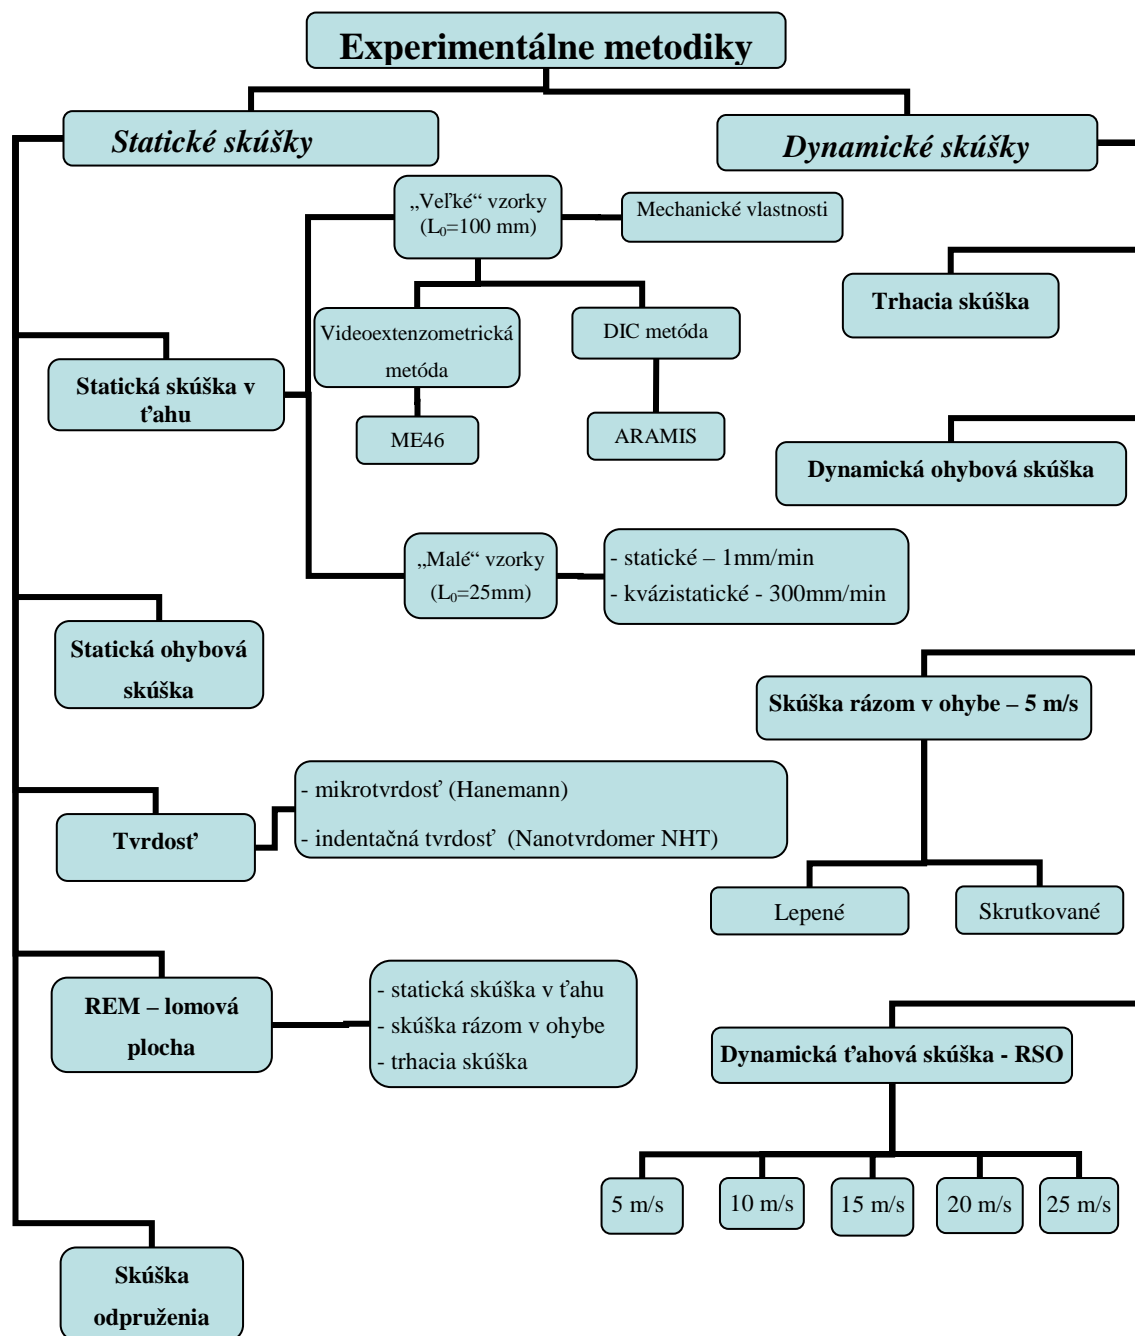 Experimentálne metodiky
Statické skúšky
Dynamické skúšky
„Veľké“ vzorky
(L₀=100 mm)
Mechanické vlastnosti
Trhacia skúška
Videoextenzometrická
metóda
DIC metóda
Statická skúška v
ťahu
ME46
ARAMIS
Dynamická ohybová skúška
„Malé“ vzorky
(L₀=25mm)
- statické – 1mm/min
- kvázistatické - 300mm/min
Statická ohybová
skúška
Skúška rázom v ohybe – 5 m/s
Tvrdosť
- mikrotvrdosť (Hanemann)
- indentačná tvrdosť (Nanotvrdomer NHT)
Lepené
Skrutkované
REM – lomová
plocha
- statická skúška v ťahu
- skúška rázom v ohybe
- trhacia skúška
Dynamická ťahová skúška - RSO
5 m/s
10 m/s
15 m/s
20 m/s
25 m/s
Skúška
odpruženia